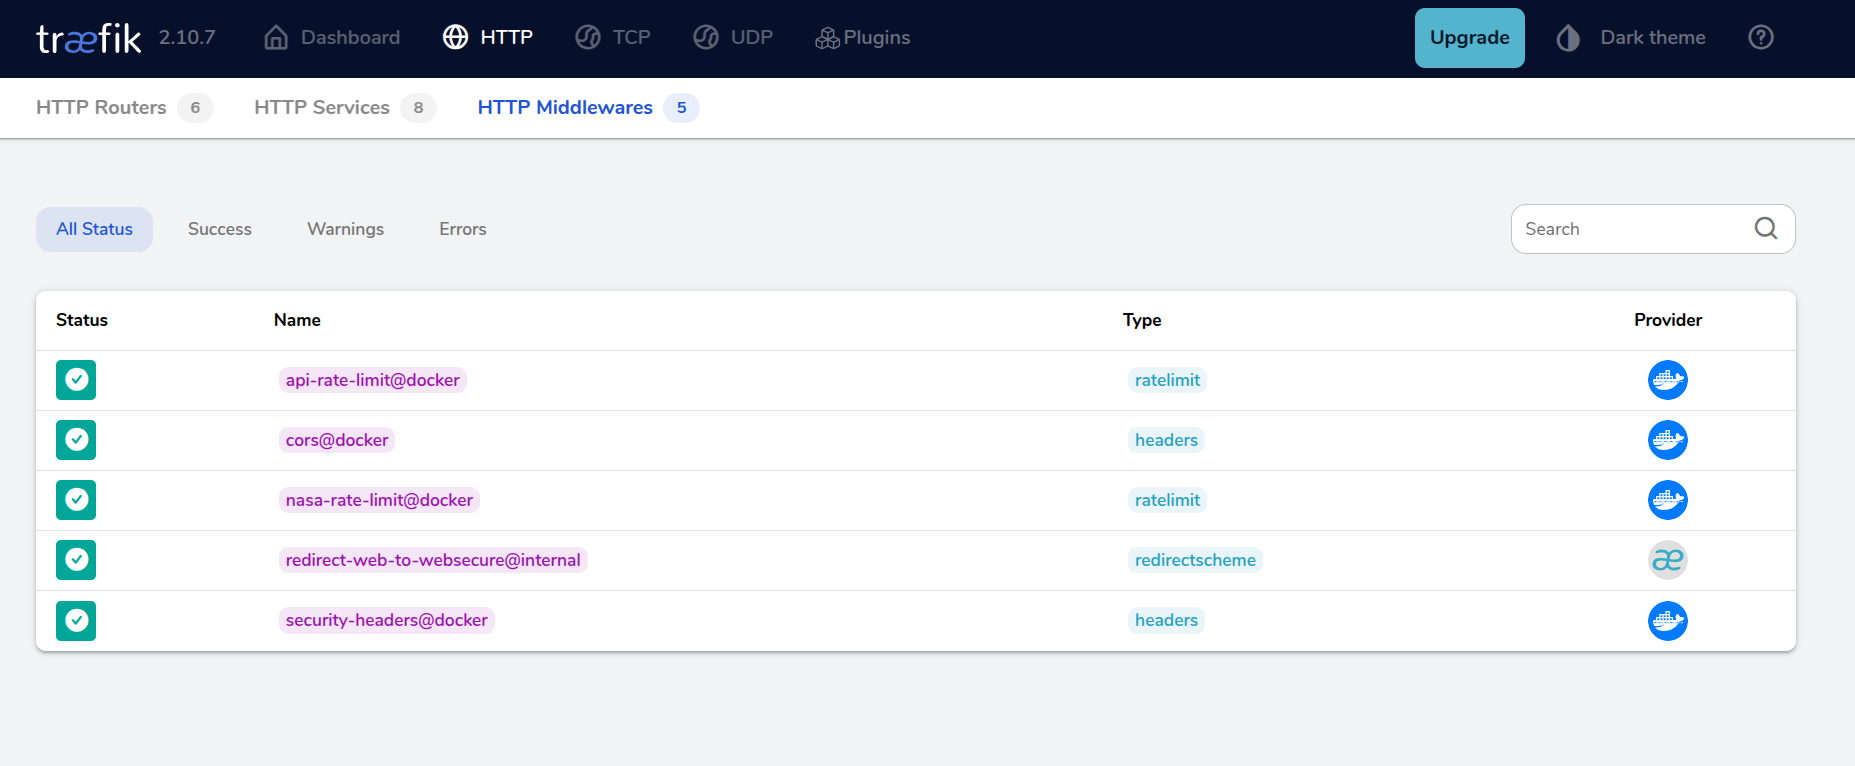 træfik 2.10.7 Dashboard HTTP TCP UDP Plugins Upgrade Dark theme
HTTP Routers 6 HTTP Services 8 HTTP Middlewares 5
All Status Success Warnings Errors Search
Status Name Type Provider
api-rate-limit@docker ratelimit
cors@docker headers
nasa-rate-limit@docker ratelimit
redirect-web-to-websecure@internal redirectscheme æ
security-headers@docker headers